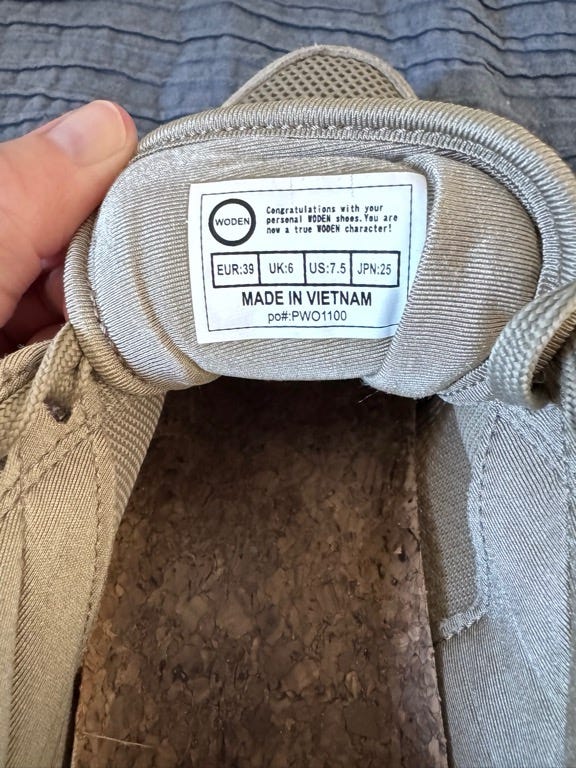 WODEN
Congratulations with your
personal WODEN shoes. You are
now a true WODEN character!
EUR:39 UK:6 US:7.5 JPN:25
MADE IN VIETNAM
po#:PWO1100